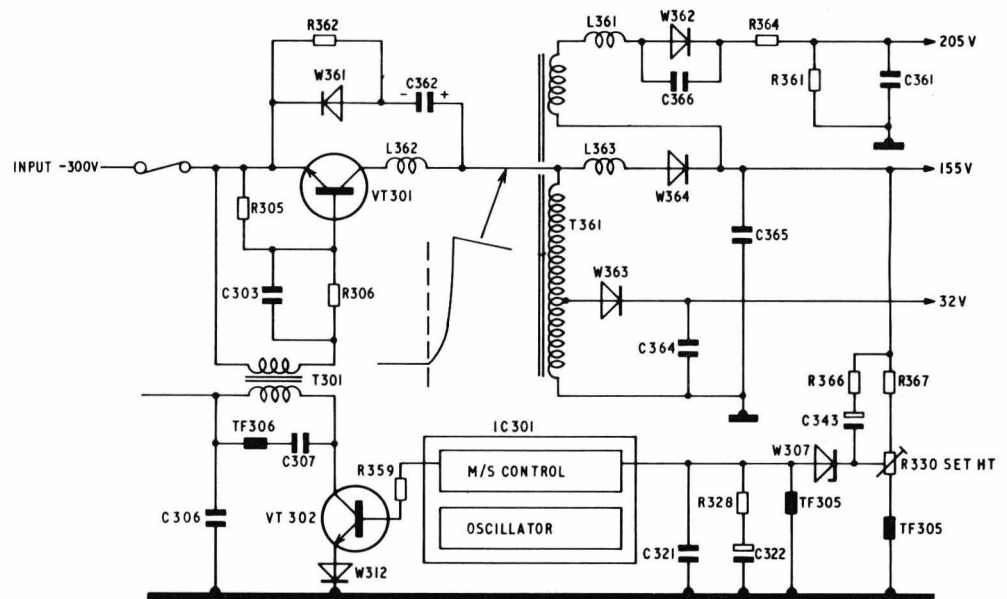 R362
W361
C362
- +
L361
W362
R364
C366
R361
C361
205V
INPUT -300V
L362
VT301
R305
C303
R306
T301
L363
W364
155V
T361
C365
W363
32V
C364
R366
R367
C343
TF306
C307
C306
R359
VT 302
W312
IC301
M/S CONTROL
OSCILLATOR
W307
R330 SET HT
R328
TF305
TF305
C321
C322